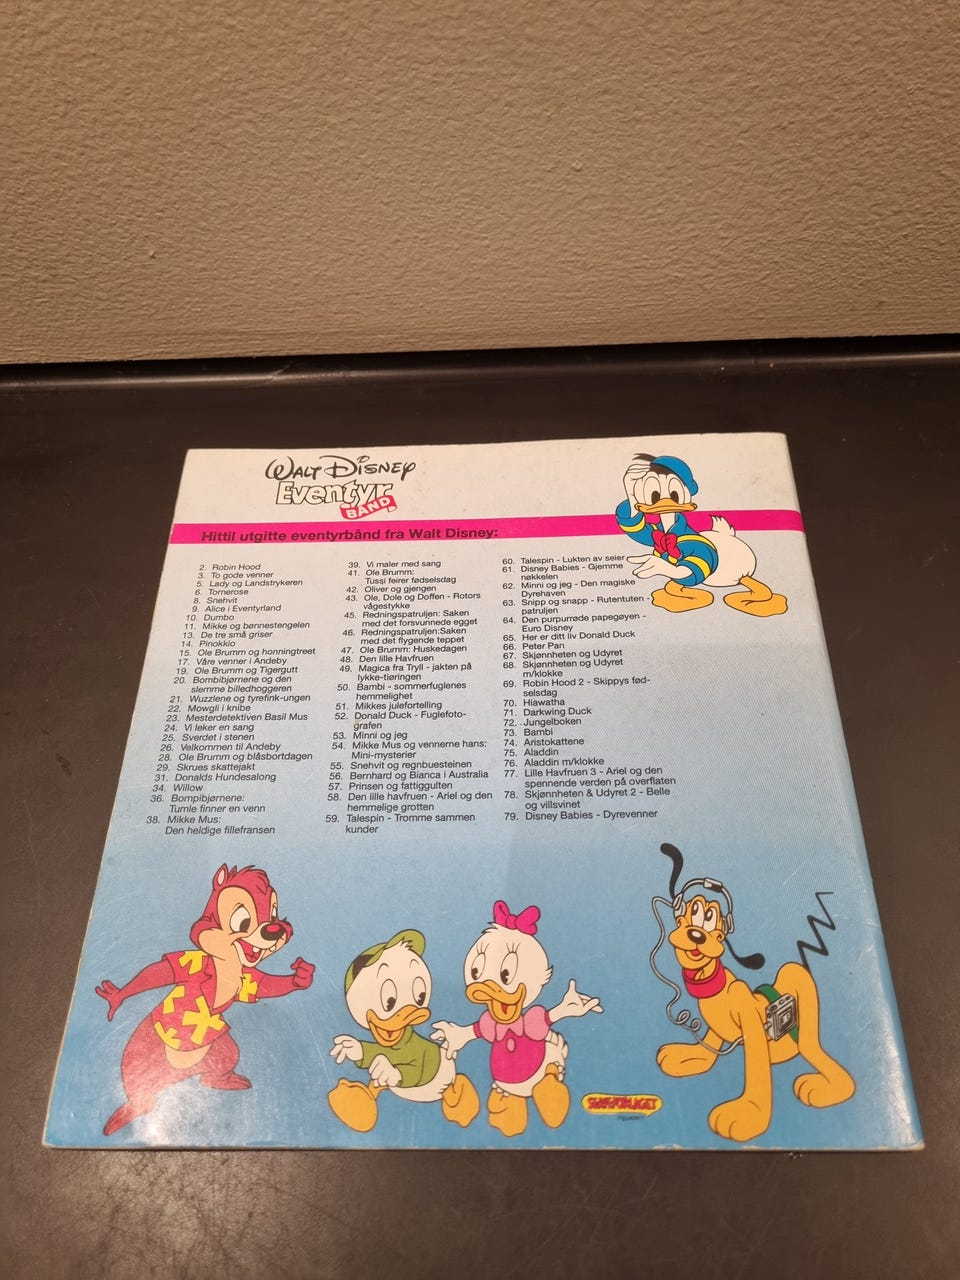 WALT DISNEY
Eventyr
BÅND
Hittil utgitte eventyrbånd fra Walt Disney:
2. Robin Hood
3. To gode venner
5. Lady og Landstrykeren
6. Tornerose
8. Snehvit
9. Alice i Eventyrland
10. Dumbo
11. Mikke og bønnestengelen
13. De tre små griser
14. Pinokkio
15. Ole Brumm og honningtreet
17. Våre venner i Andeby
19. Ole Brumm og Tigergutt
20. Bombibjørnene og den
slemme billedhoggeren
21. Wuzzlene og tyrefink-ungen
22. Mowgli i knibe
23. Mesterdetektiven Basil Mus
24. Vi leker en sang
25. Sverdet i stenen
26. Velkommen til Andeby
28. Ole Brumm og blåsbortdagen
29. Skrues skattejakt
31. Donalds Hundesalong
34. Willow
36. Bompibjørnene:
Tumle finner en venn
38. Mikke Mus:
Den heldige fillefransen
39. Vi maler med sang
41. Ole Brumm:
Tussi feirer fødselsdag
42. Oliver og gjengen
43. Ole, Dole og Doffen - Rotors
vågestykke
45. Redningspatruljen: Saken
med det forsvunnede egget
46. Redningspatruljen:Saken
med det flygende teppet
47. Ole Brumm: Huskedagen
48. Den lille Havfruen
49. Magica fra Tryll - jakten på
lykke-tiøringen
50. Bambi - sommerfuglenes
hemmelighet
51. Mikkes julefortelling
52. Donald Duck - Fuglefoto-
grafen
53. Minni og jeg
54. Mikke Mus og vennerne hans:
Mini-mysterier
55. Snehvit og regnbuesteinen
56. Bernhard og Bianca i Australia
57. Prinsen og fattiggulten
58. Den lille havfruen - Ariel og den
hemmelige grotten
59. Talespin - Tromme sammen
kunder
60. Talespin - Lukten av seier
61. Disney Babies - Gjemme
nøkkelen
62. Minni og jeg - Den magiske
Dyrehaven
63. Snipp og snapp - Rutentuten -
patruljen
64. Den purpurrøde papegøyen -
Euro Disney
65. Her er ditt liv Donald Duck
66. Peter Pan
67. Skjønnheten og Udyret
68. Skjønnheten og Udyret
m/klokke
69. Robin Hood 2 - Skippys fød-
selsdag
70. Hiawatha
71. Darkwing Duck
72. Jungelboken
73. Bambi
74. Aristokattene
75. Aladdin
76. Aladdin m/klokke
77. Lille Havfruen 3 - Ariel og den
spennende verden på overflaten
78. Skjønnheten & Udyret 2 - Belle
og villsvinet
79. Disney Babies - Dyrevenner